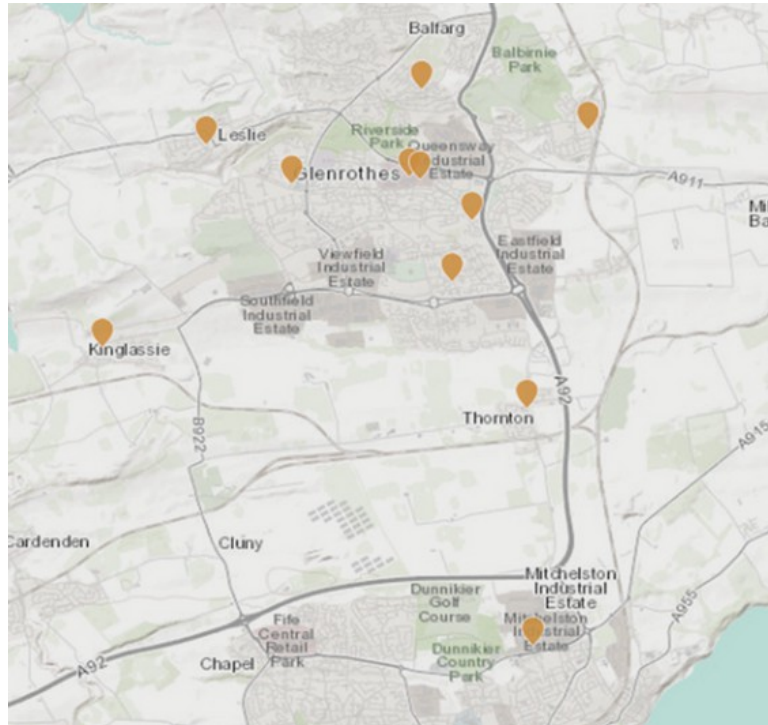 Balfarg
Balbirnie
Park
Leslie
Riverside
Park
Queensway
Industrial
Estate
Glenrothes
A911
Viewfield
Industrial
Estate
Eastfield
Industrial
Estate
Southfield
Industrial
Estate
Kinglassie
A92
Thornton
B922
A915
Cardenden
Cluny
Mitchelston
Industrial
Estate
Dunnikier
Golf
Course
Mitchelston
Industrial
Estate
A955
Fife
Central
Retail
Park
Chapel
Dunnikier
Country
Park
A92